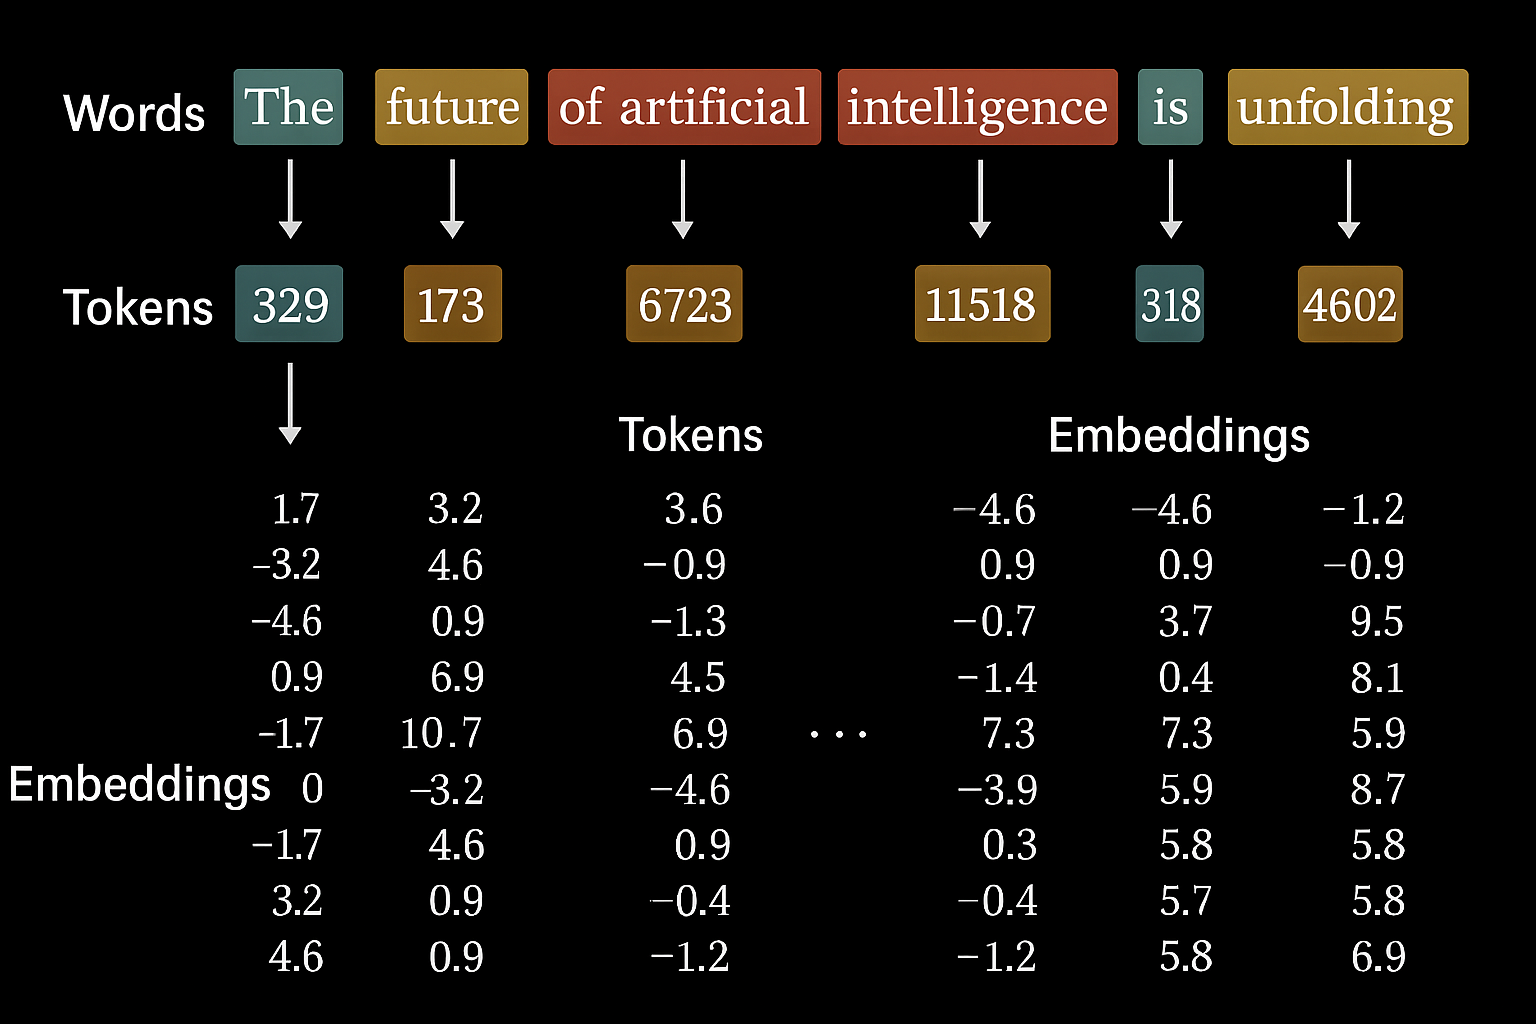 Words The future of artificial intelligence is unfolding
Tokens 329 173 6723 11518 318 4602
Tokens Embeddings
1.7 3.2 3.6 −4.6 −4.6 −1.2
−3.2 4.6 −0.9 0.9 0.9 −0.9
−4.6 0.9 −1.3 −0.7 3.7 9.5
0.9 6.9 4.5 −1.4 0.4 8.1
−1.7 10.7 6.9 ... 7.3 7.3 5.9
Embeddings 0 −3.2 −4.6 −3.9 5.9 8.7
−1.7 4.6 0.9 0.3 5.8 5.8
3.2 0.9 −0.4 −0.4 5.7 5.8
4.6 0.9 −1.2 −1.2 5.8 6.9